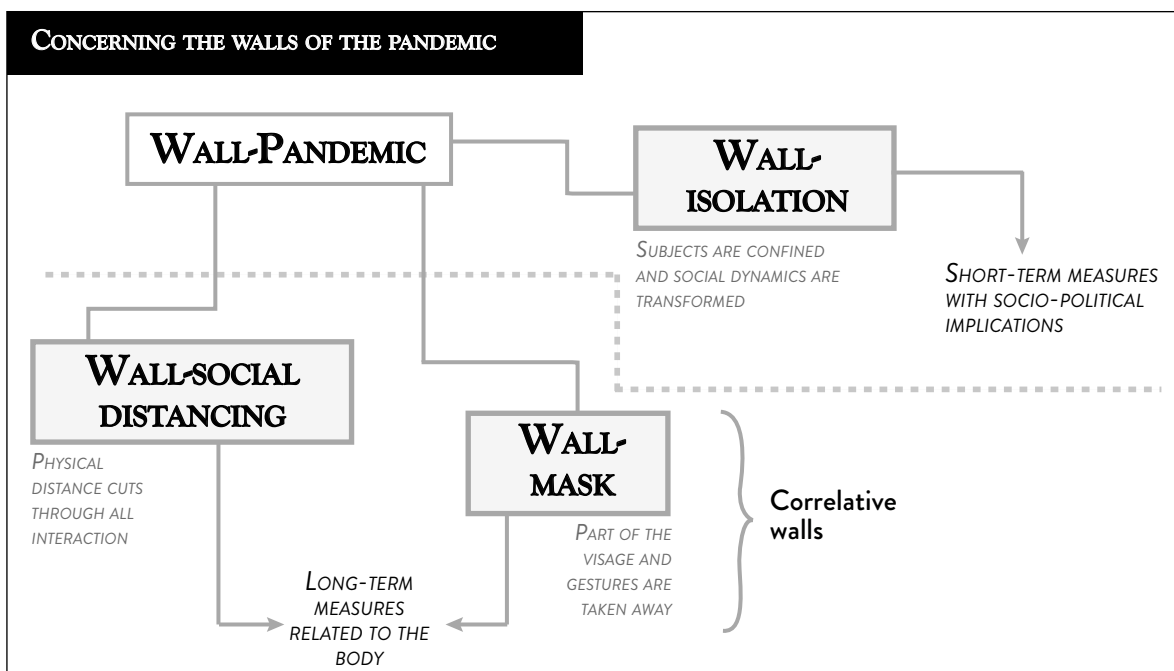 Concerning the walls of the pandemic
Wall-Pandemic
Wall-
isolation
Subjects are confined
and social dynamics are
transformed
Short-term measures
with socio-political
implications
Wall-social
distancing
Physical
distance cuts
through all
interaction
Wall-
mask
Part of the
visage and
gestures are
taken away
Correlative
walls
Long-term
measures
related to the
body